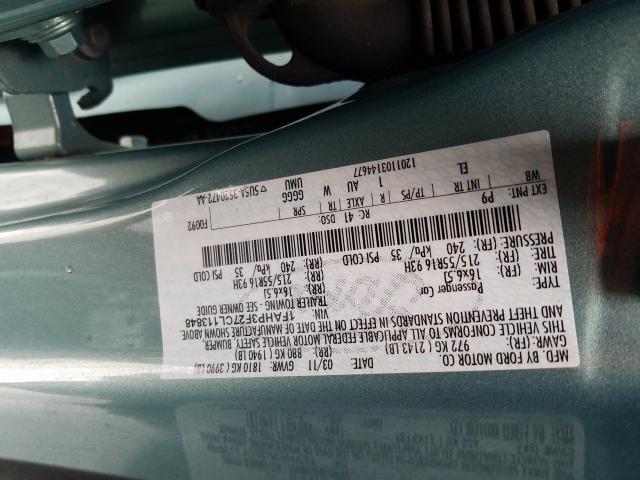 MFD. BY FORD MOTOR CO. DATE: 03/11 GVWR: 1810 KG ( 3990 LB)
GAWR: (FR) 972 KG ( 2143 LB) (RR) 880 KG ( 1940 LB)
THIS VEHICLE CONFORMS TO ALL APPLICABLE FEDERAL MOTOR VEHICLE SAFETY, BUMPER,
AND THEFT PREVENTION STANDARDS IN EFFECT ON THE DATE OF MANUFACTURE SHOWN ABOVE.
VIN: 1FAHP3F27CL113848
TYPE: Passenger Car TRAILER TOWING - SEE OWNER GUIDE
RIM: (FR): 16x6.5J (RR): 16x6.5J
TIRE: (FR): 215/55R16 93H (RR): 215/55R16 93H
PRESSURE: (FR): 240 kPa/ 35 PSI COLD (RR): 240 kPa/ 35 PSI COLD
EXT PNT: P9 RC: 41 DSO: F0092
WB INT TR TP/PS R AXLE TR SPR
EL 1 AU W GGGG UMU
1201103144677 5U5A-3520472-AA